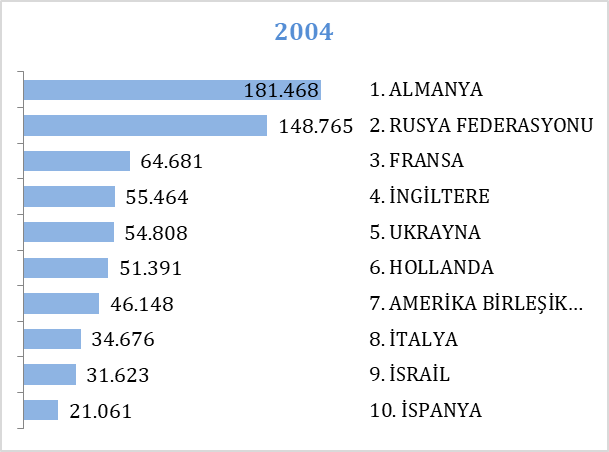 2004
181.468 1. ALMANYA
148.765 2. RUSYA FEDERASYONU
64.681 3. FRANSA
55.464 4. İNGİLTERE
54.808 5. UKRAYNA
51.391 6. HOLLANDA
46.148 7. AMERİKA BİRLEŞİK...
34.676 8. İTALYA
31.623 9. İSRAİL
21.061 10. İSPANYA